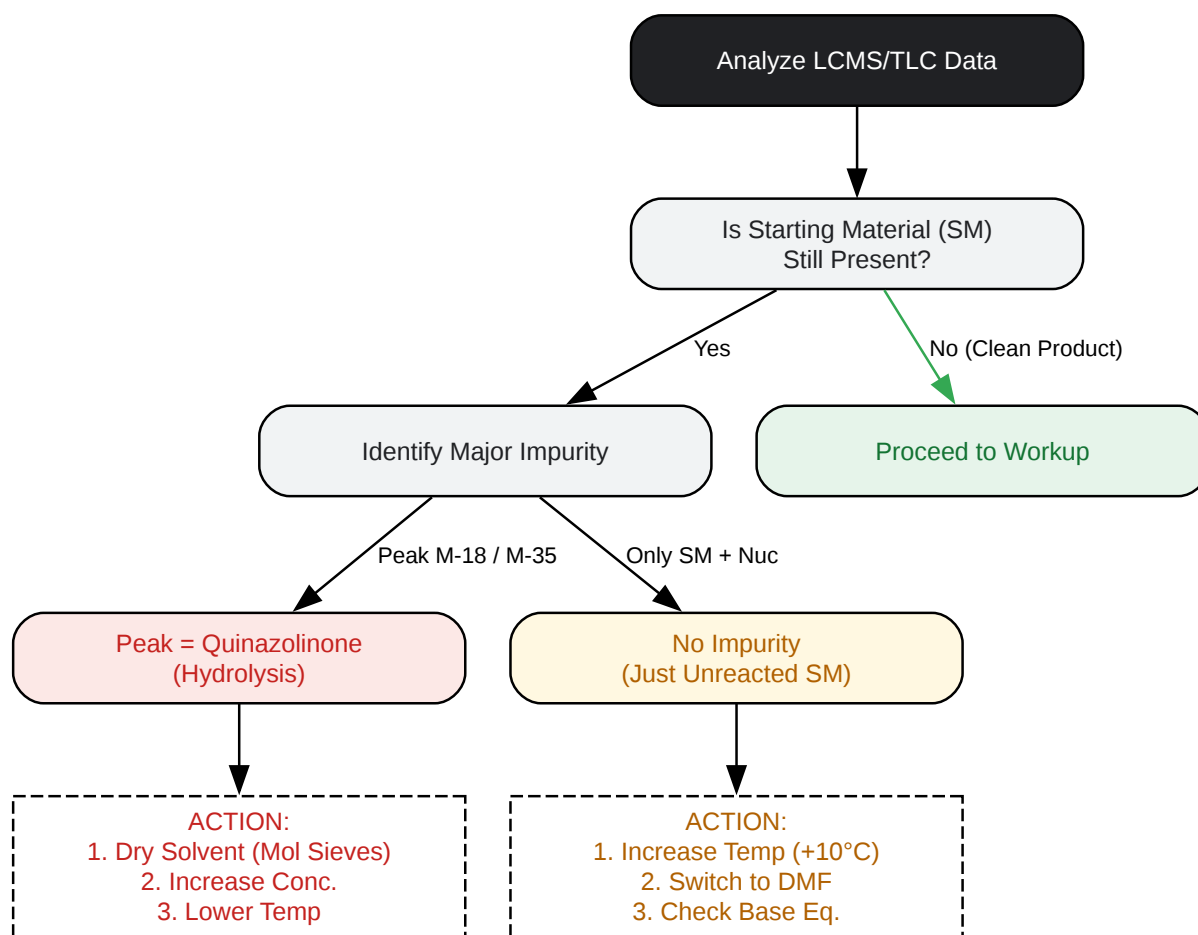 Analyze LCMS/TLC Data
Is Starting Material (SM)
Still Present?
Yes
No (Clean Product)
Identify Major Impurity
Proceed to Workup
Peak M-18 / M-35
Only SM + Nuc
Peak = Quinazolinone
(Hydrolysis)
No Impurity
(Just Unreacted SM)
ACTION:
1. Dry Solvent (Mol Sieves)
2. Increase Conc.
3. Lower Temp
ACTION:
1. Increase Temp (+10°C)
2. Switch to DMF
3. Check Base Eq.